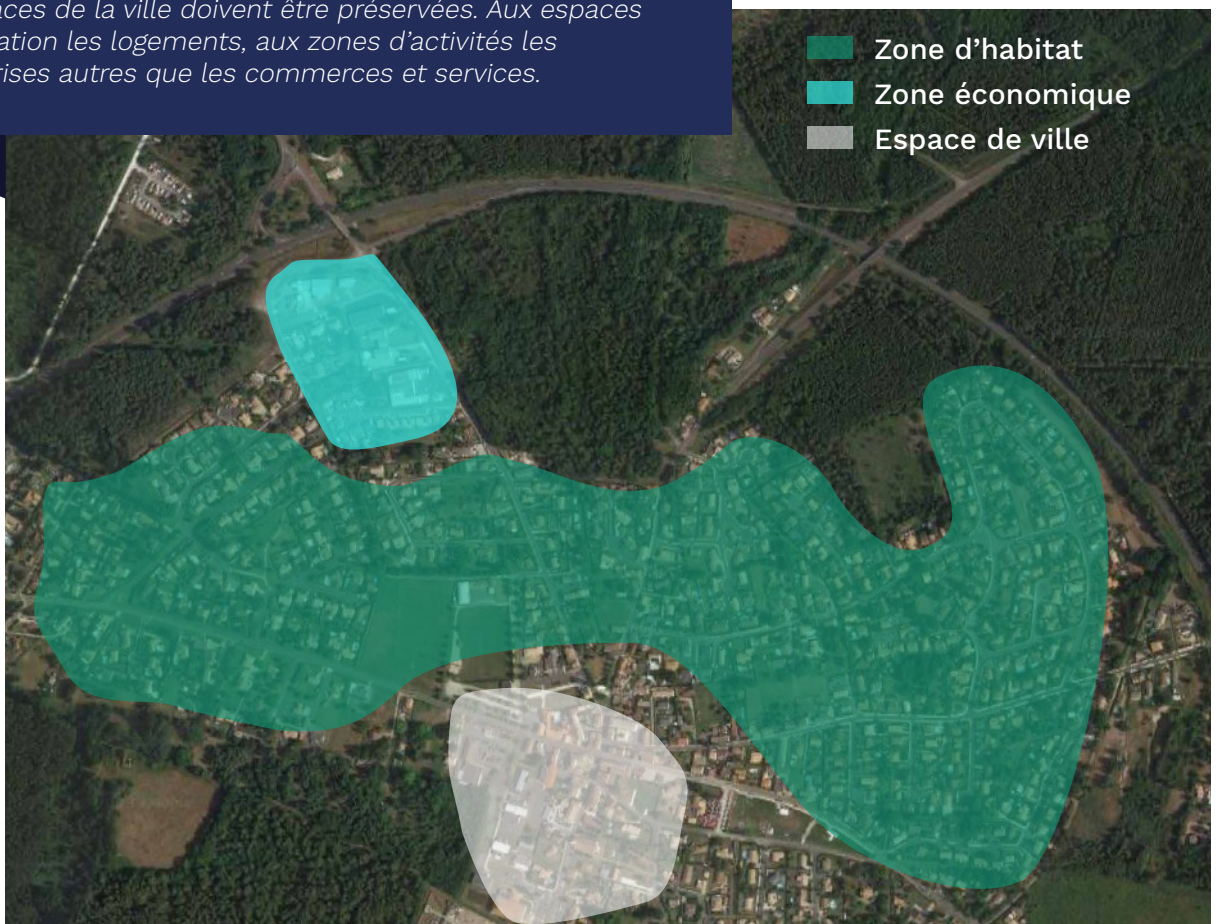 aces de la ville doivent être préservées. Aux espaces
ation les logements, aux zones d’activités les
rises autres que les commerces et services.
Zone d’habitat
Zone économique
Espace de ville